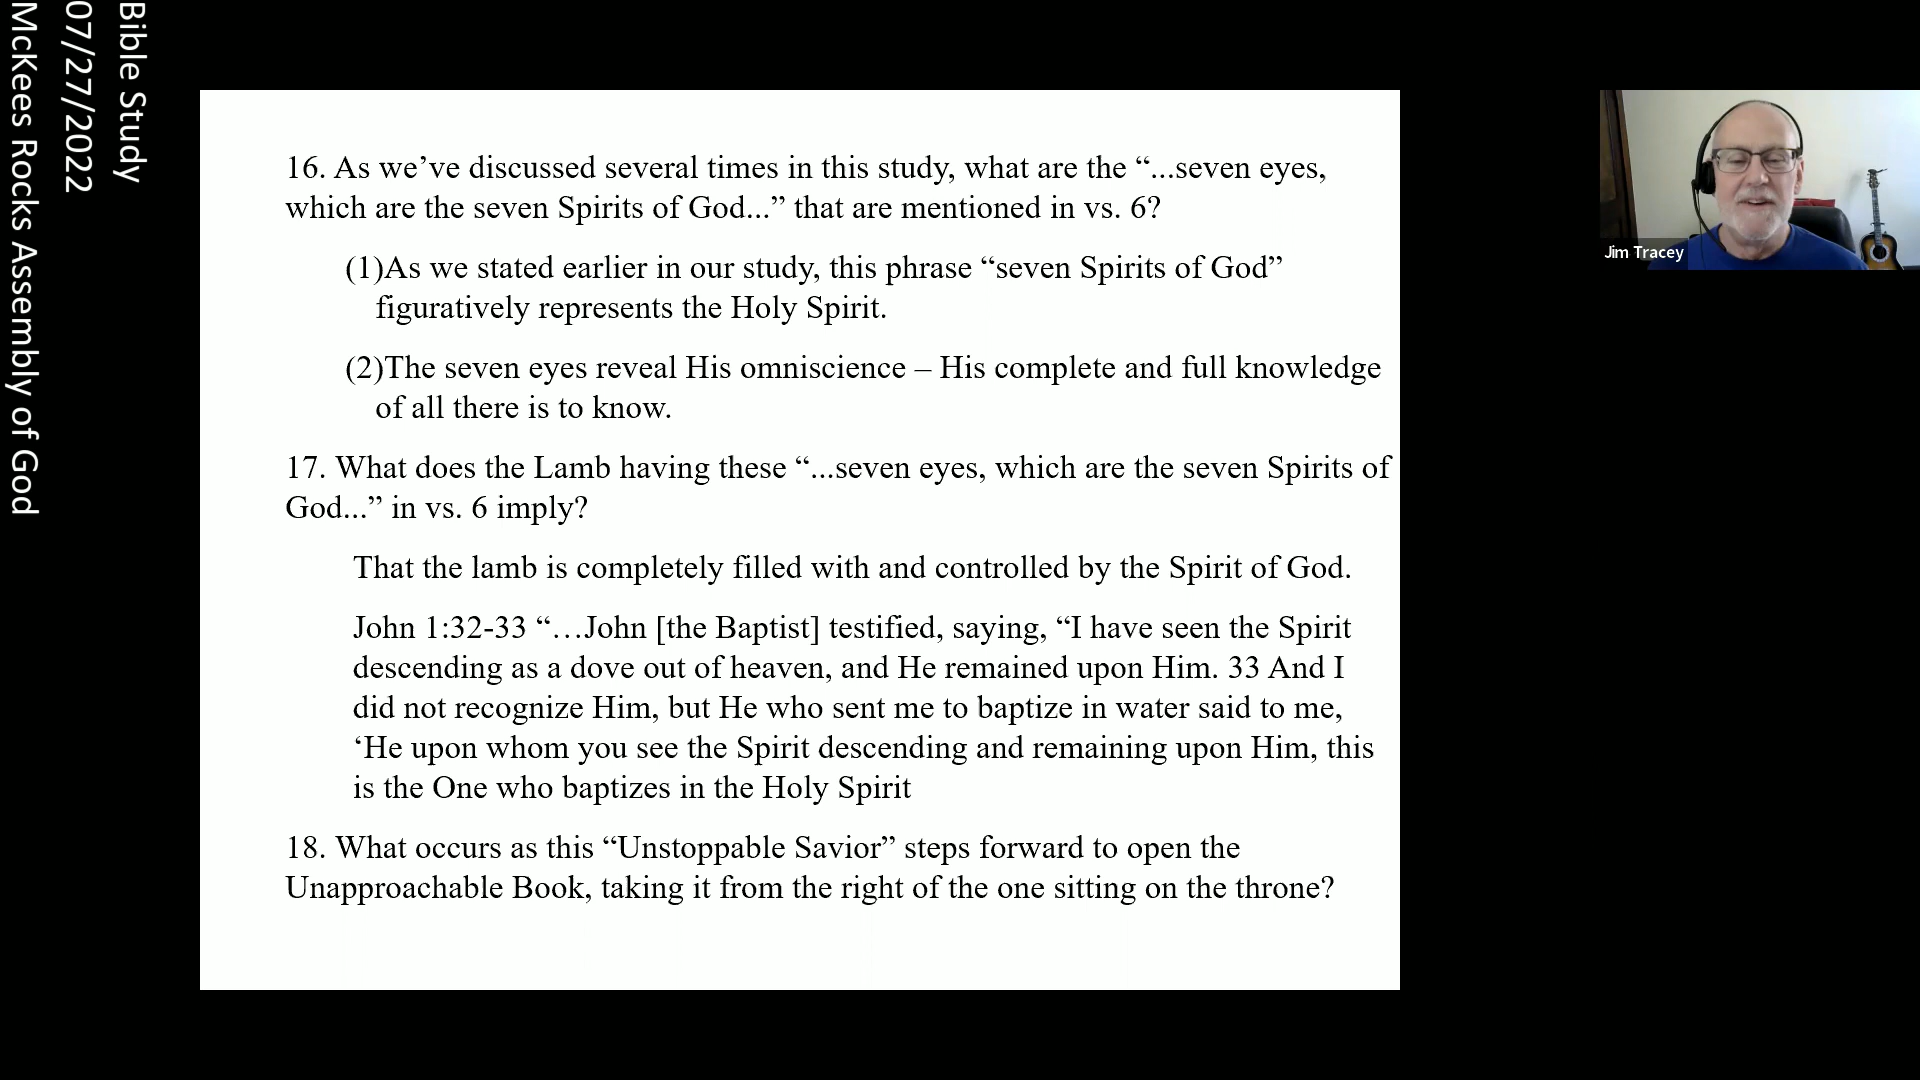 Bible Study
07/27/2022
McKees Rocks Assembly of God
16. As we’ve discussed several times in this study, what are the “...seven eyes,
which are the seven Spirits of God...” that are mentioned in vs. 6?
(1)As we stated earlier in our study, this phrase “seven Spirits of God”
figuratively represents the Holy Spirit.
(2)The seven eyes reveal His omniscience – His complete and full knowledge
of all there is to know.
17. What does the Lamb having these “...seven eyes, which are the seven Spirits of
God...” in vs. 6 imply?
That the lamb is completely filled with and controlled by the Spirit of God.
John 1:32-33 “…John [the Baptist] testified, saying, “I have seen the Spirit
descending as a dove out of heaven, and He remained upon Him. 33 And I
did not recognize Him, but He who sent me to baptize in water said to me,
‘He upon whom you see the Spirit descending and remaining upon Him, this
is the One who baptizes in the Holy Spirit
18. What occurs as this “Unstoppable Savior” steps forward to open the
Unapproachable Book, taking it from the right of the one sitting on the throne?
Jim Tracey